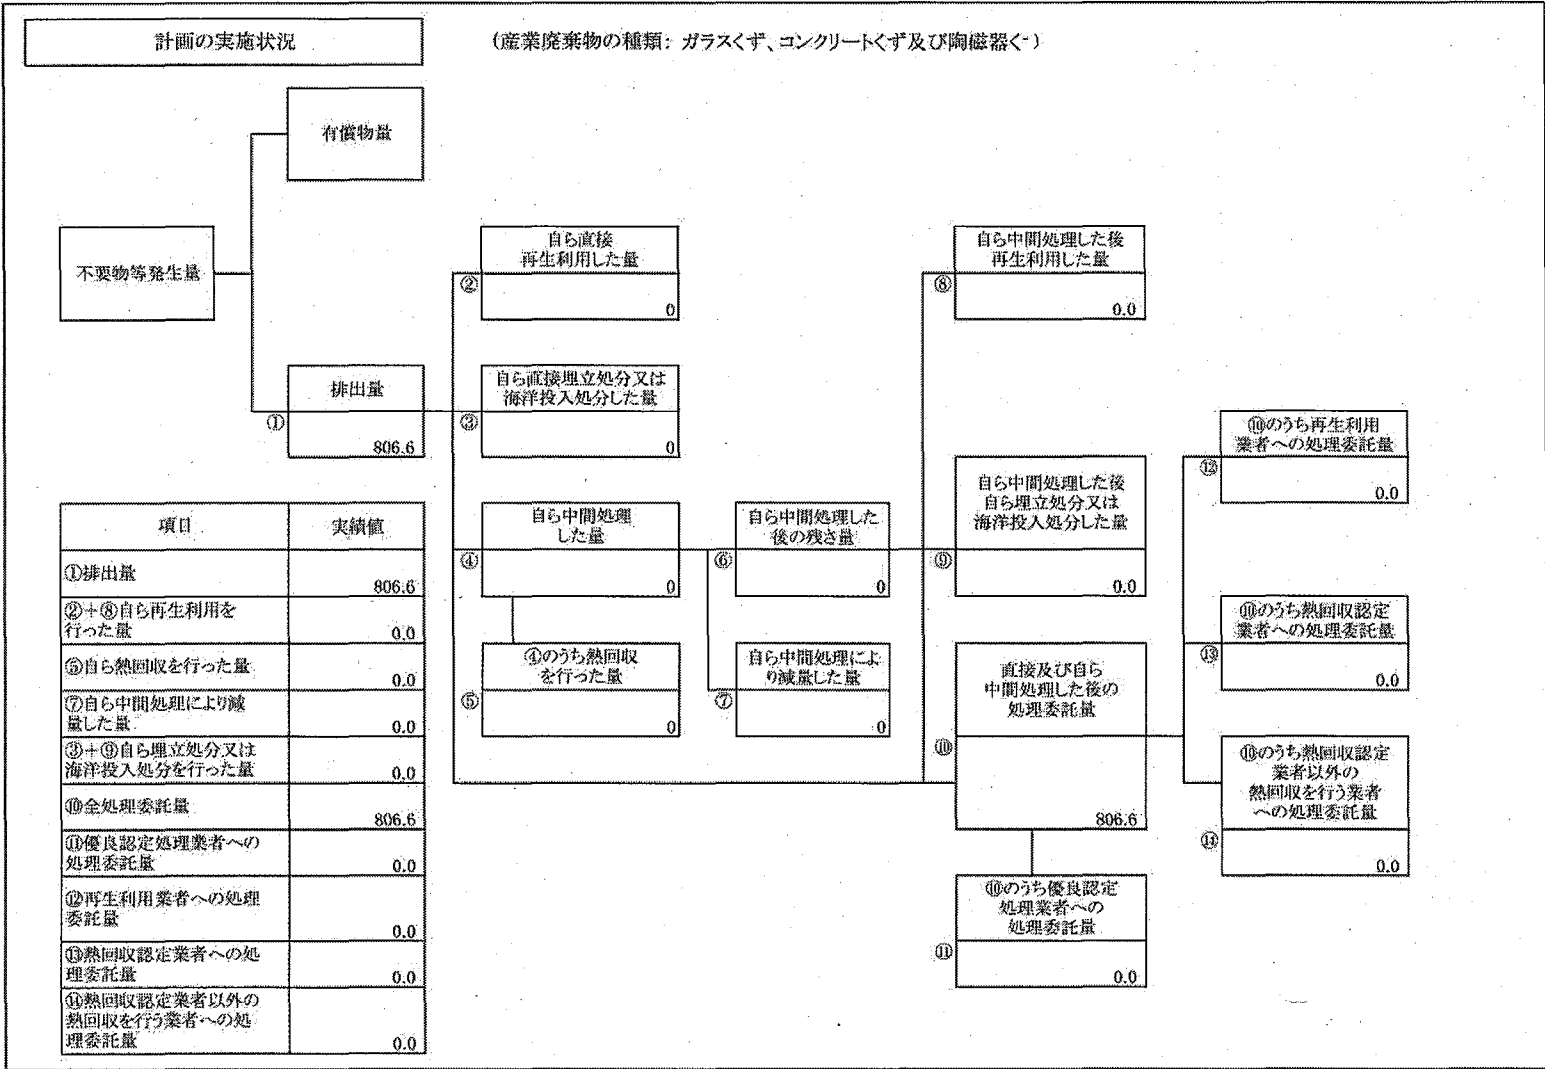 計画の実施状況
(産業廃棄物の種類: ガラスくず、コンクリートくず及び陶磁器く
有償物量
不要物等発生量
排出量
①
806.6
自ら直接
再生利用した量
②
0
自ら直接埋立処分又は
海洋投入処分した量
③
0
自ら中間処理
した量
④
0
④のうち熱回収
を行った量
⑤
0
自ら中間処理した
後の残さ量
⑥
0
自ら中間処理によ
り減量した量
⑦
0
自ら中間処理した後
再生利用した量
⑧
0.0
自ら中間処理した後
自ら埋立処分又は
海洋投入処分した量
⑨
0.0
直接及び自ら
中間処理した後の
処理委託量
⑩
806.6
⑩のうち優良認定
処理業者への
処理委託量
⑪
0.0
⑩のうち再生利用
業者への処理委託量
⑫
0.0
⑩のうち熱回収認定
業者への処理委託量
⑬
0.0
⑩のうち熱回収認定
業者以外の
熱回収を行う業者
への処理委託量
⑭
0.0
項目 実績値
①排出量
806.6
②+⑧自ら再生利用を
行った量
0.0
⑤自ら熱回収を行った量
0.0
⑦自ら中間処理により減
量した量
0.0
③+⑨自ら埋立処分又は
海洋投入処分を行った量
0.0
⑩全処理委託量
806.6
⑪優良認定処理業者への
処理委託量
0.0
⑫再生利用業者への処理
委託量
0.0
⑬熱回収認定業者への処
理委託量
0.0
⑭熱回収認定業者以外の
熱回収を行う業者への処
理委託量
0.0